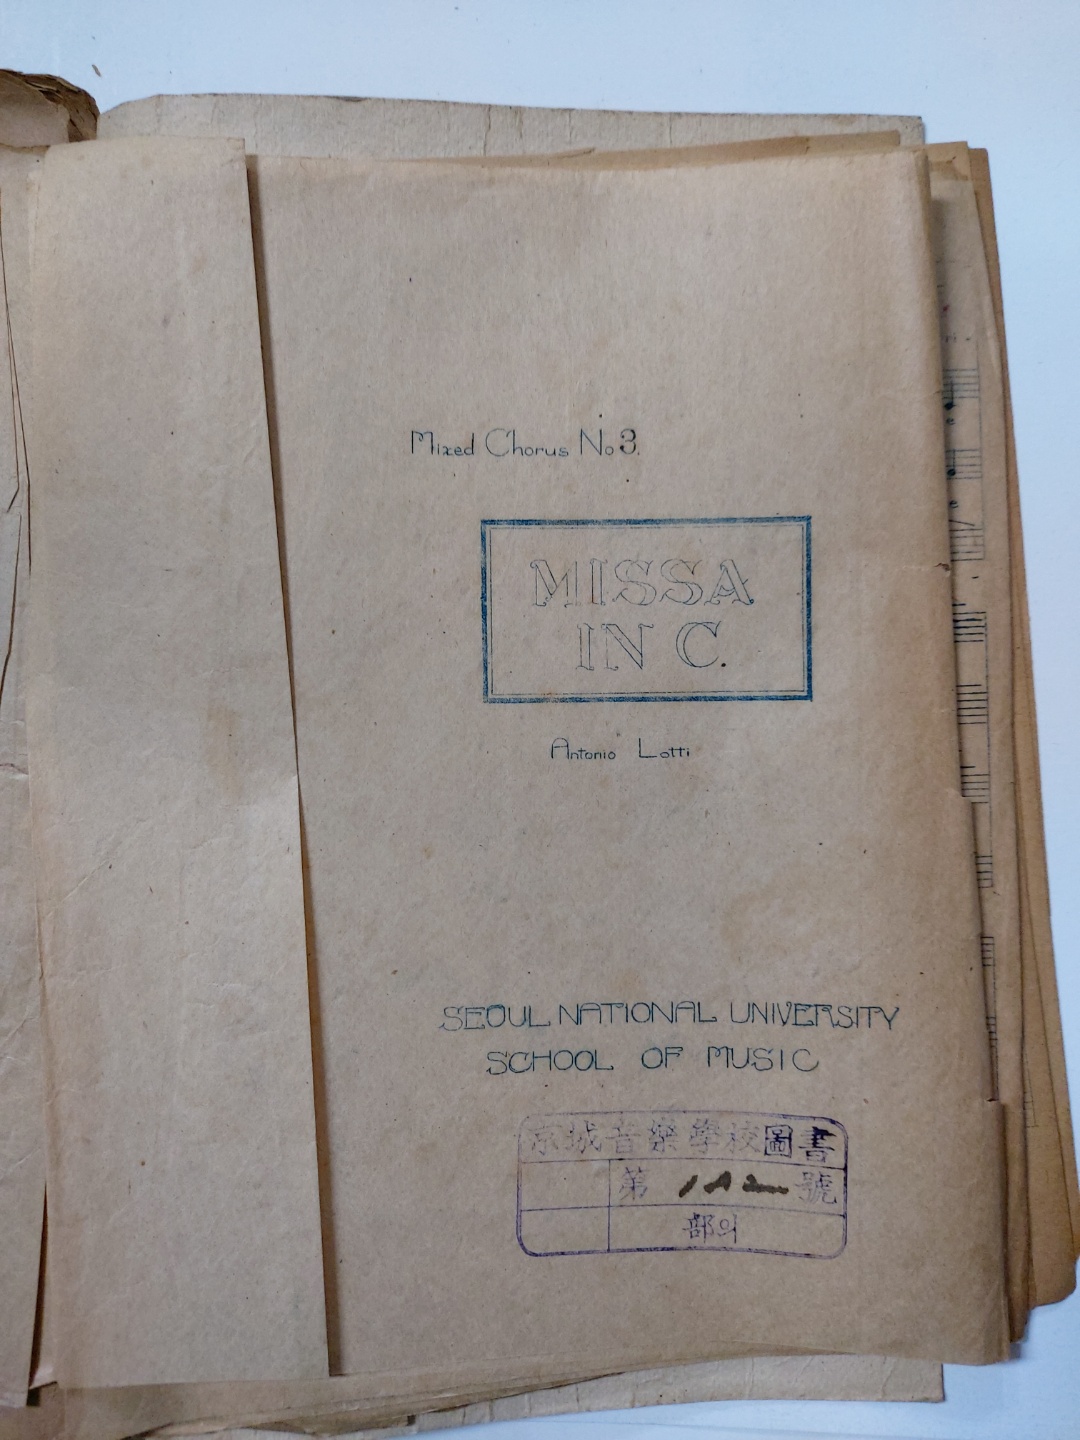 Mixed Chorus No 3.
MISSA
IN C.
Antonio Lotti
SEOUL NATIONAL UNIVERSITY
SCHOOL OF MUSIC
京城音樂學校圖書
第 號
部의